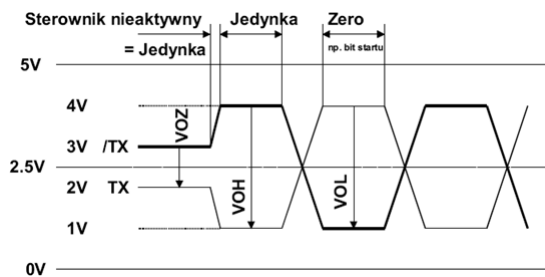 Sterownik nieaktywny
Jedynka
Zero
= Jedynka
np. bit startu
5V
4V
VOZ
3V /TX
2.5V
2V TX
VOH
VOL
1V
0V